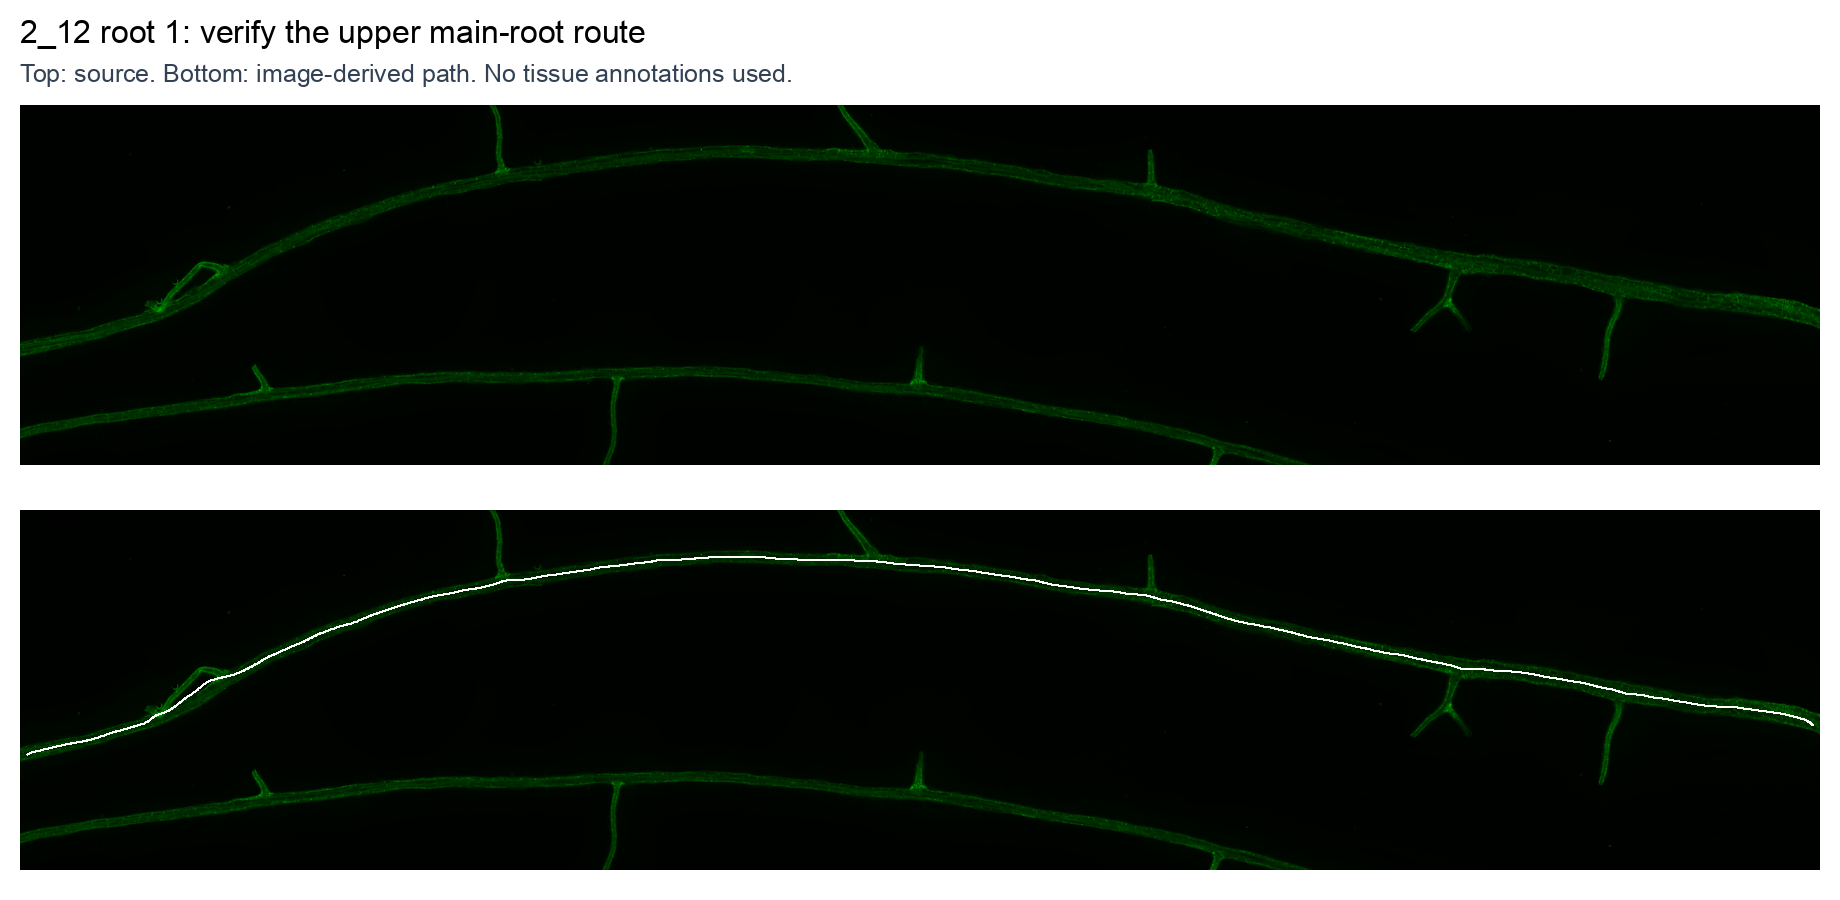 2_12 root 1: verify the upper main-root route
Top: source. Bottom: image-derived path. No tissue annotations used.